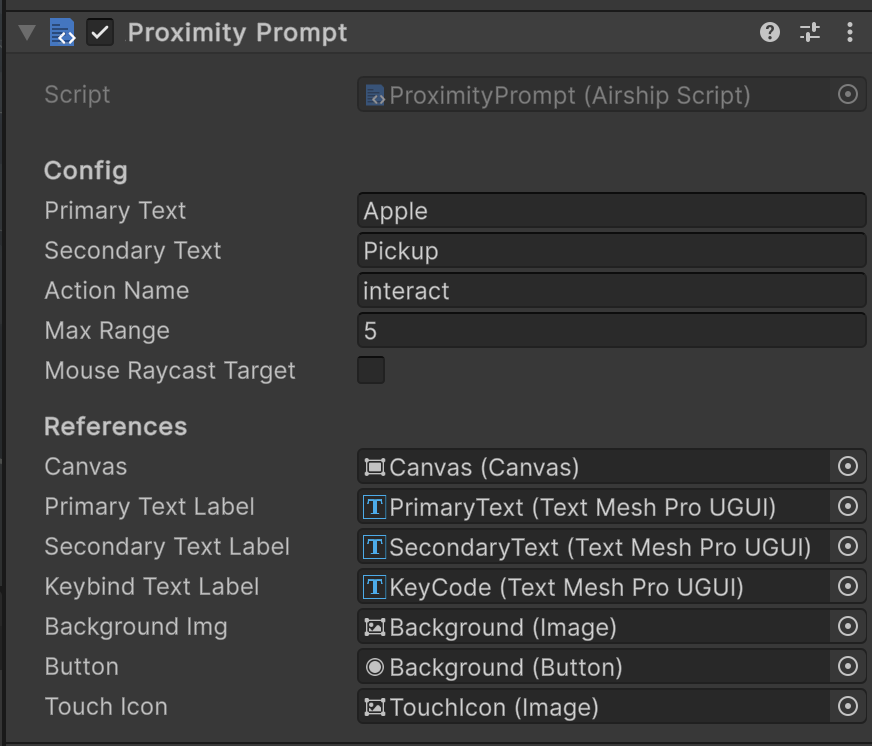 Proximity Prompt
Script ProximityPrompt (Airship Script)
Config
Primary Text Apple
Secondary Text Pickup
Action Name interact
Max Range 5
Mouse Raycast Target
References
Canvas Canvas (Canvas)
Primary Text Label PrimaryText (Text Mesh Pro UGUI)
Secondary Text Label SecondaryText (Text Mesh Pro UGUI)
Keybind Text Label KeyCode (Text Mesh Pro UGUI)
Background Img Background (Image)
Button Background (Button)
Touch Icon TouchIcon (Image)